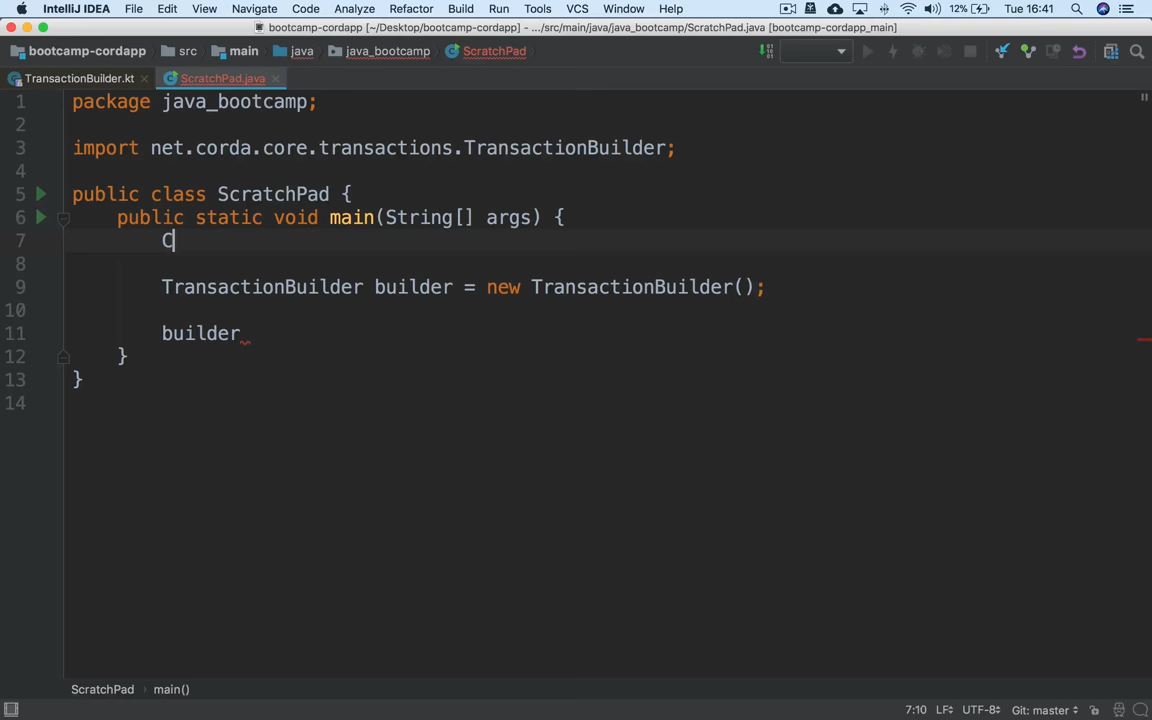 IntelliJ IDEA File Edit View Navigate Code Analyze Refactor Build Run Tools VCS Window Help 12% Tue 16:41
bootcamp-cordapp [~/Desktop/bootcamp-cordapp] - .../src/main/java/java_bootcamp/ScratchPad.java [bootcamp-cordapp_main]
bootcamp-cordapp src main java java_bootcamp ScratchPad
TransactionBuilder.kt ScratchPad.java
1 package java_bootcamp;
2
3 import net.corda.core.transactions.TransactionBuilder;
4
5 public class ScratchPad {
6 public static void main(String[] args) {
7 C
8
9 TransactionBuilder builder = new TransactionBuilder();
10
11 builder
12 }
13 }
14
ScratchPad › main()
7:10 LF UTF-8 Git: master